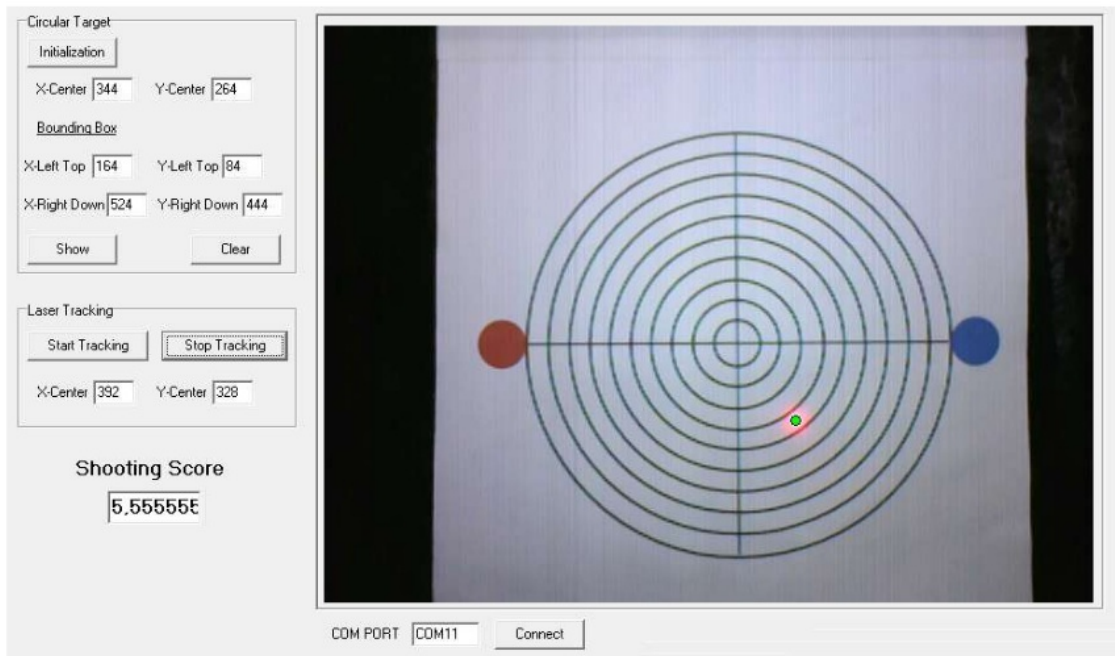 Circular Target
Initialization
X-Center 344 Y-Center 264
Bounding Box
X-Left Top 164 Y-Left Top 84
X-Right Down 524 Y-Right Down 444
Show Clear
Laser Tracking
Start Tracking Stop Tracking
X-Center 392 Y-Center 328
Shooting Score
5,555555
COM PORT COM11 Connect